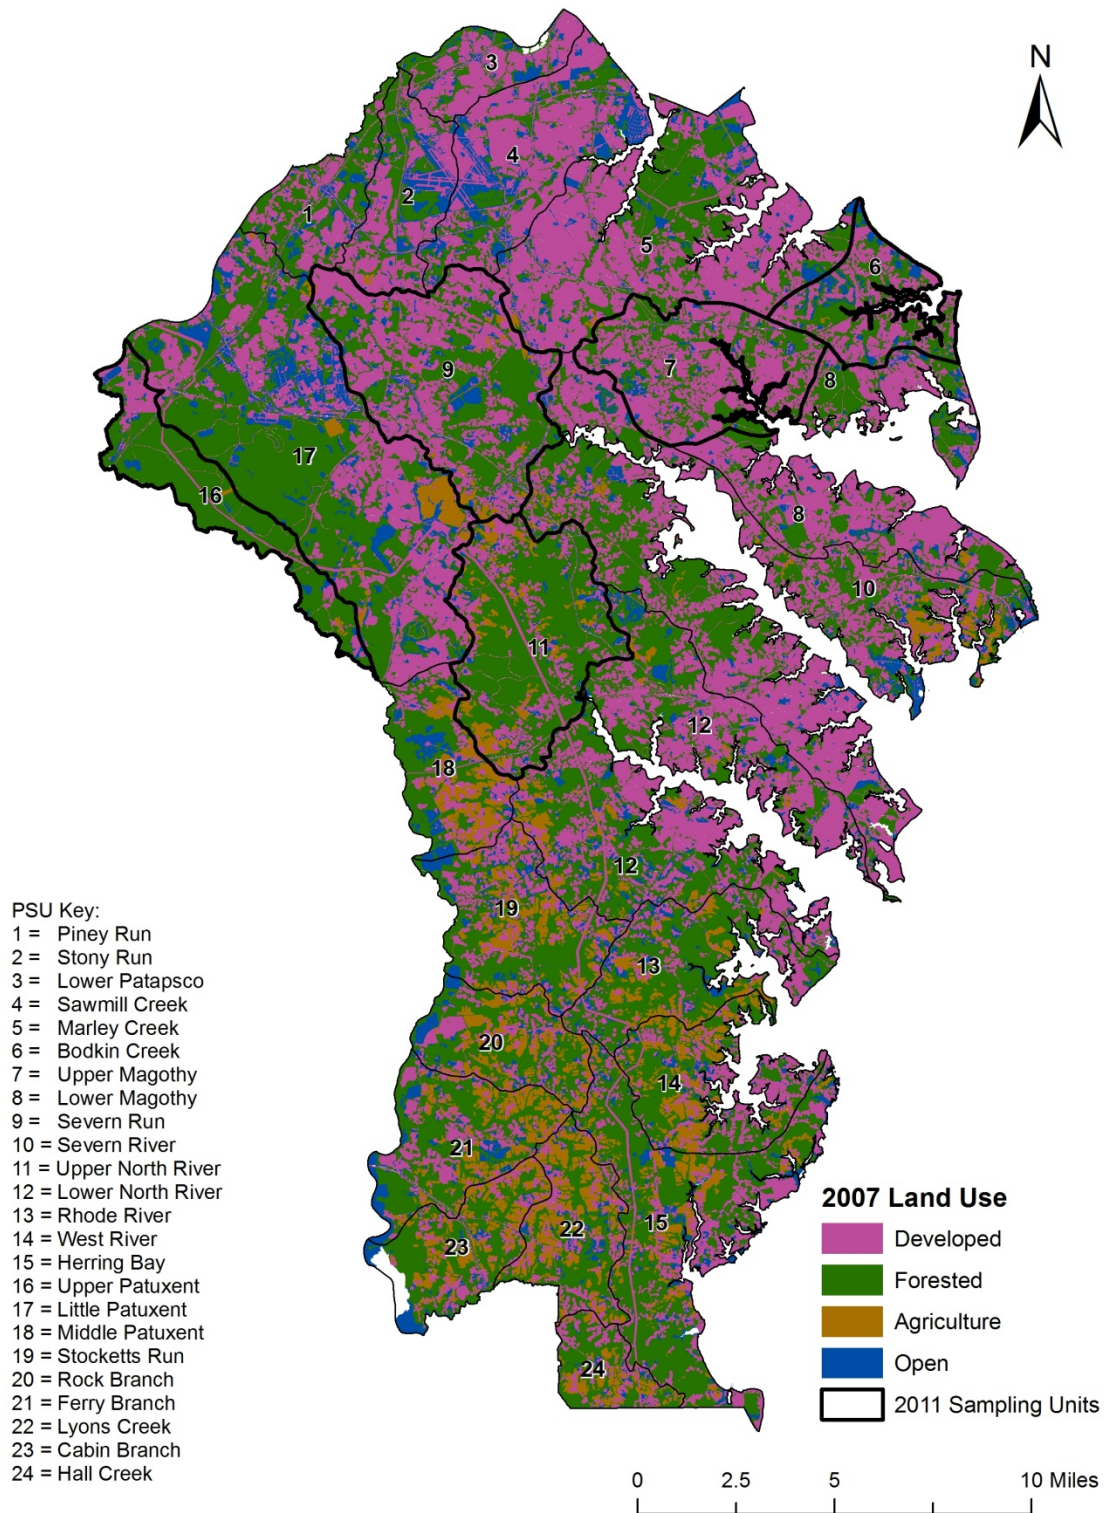 N
3
4
2
1
5
6
9
7
8
17
16
8
10
11
12
18
12
19
13
20
14
21
22
15
23
24
PSU Key:
1 = Piney Run
2 = Stony Run
3 = Lower Patapsco
4 = Sawmill Creek
5 = Marley Creek
6 = Bodkin Creek
7 = Upper Magothy
8 = Lower Magothy
9 = Severn Run
10 = Severn River
11 = Upper North River
12 = Lower North River
13 = Rhode River
14 = West River
15 = Herring Bay
16 = Upper Patuxent
17 = Little Patuxent
18 = Middle Patuxent
19 = Stocketts Run
20 = Rock Branch
21 = Ferry Branch
22 = Lyons Creek
23 = Cabin Branch
24 = Hall Creek
2007 Land Use
Developed
Forested
Agriculture
Open
2011 Sampling Units
0 2.5 5 10 Miles